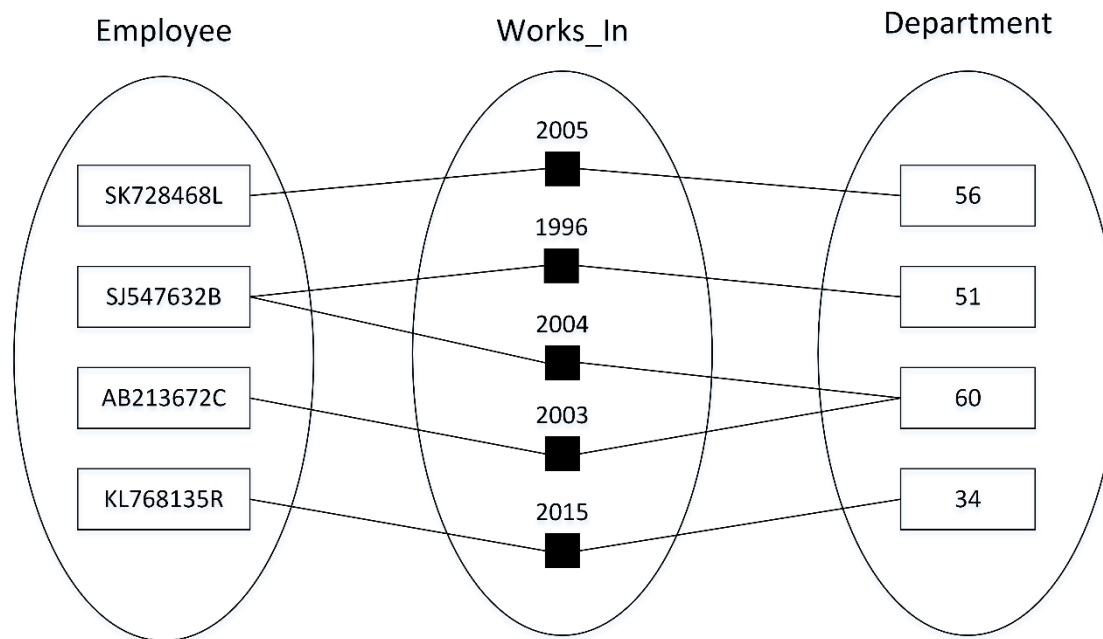 Employee
Works_In
Department
SK728468L
SJ547632B
AB213672C
KL768135R
2005
1996
2004
2003
2015
56
51
60
34